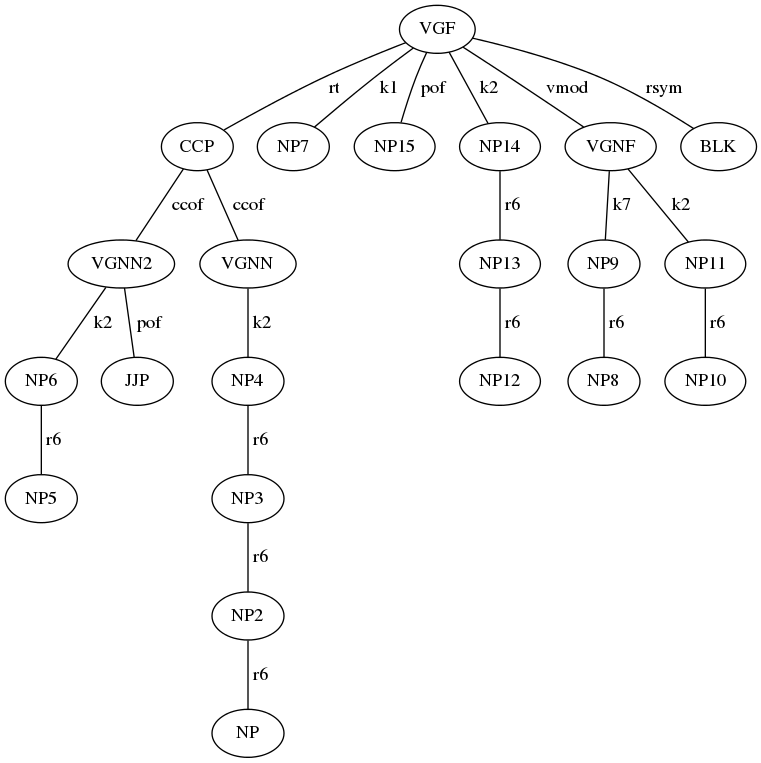 VGF
rt k1 pof k2 vmod rsym
CCP NP7 NP15 NP14 VGNF BLK
ccof ccof r6 k7 k2
VGNN2 VGNN NP13 NP9 NP11
k2 pof k2 r6 r6 r6
NP6 JJP NP4 NP12 NP8 NP10
r6 r6
NP5 NP3
r6
NP2
r6
NP